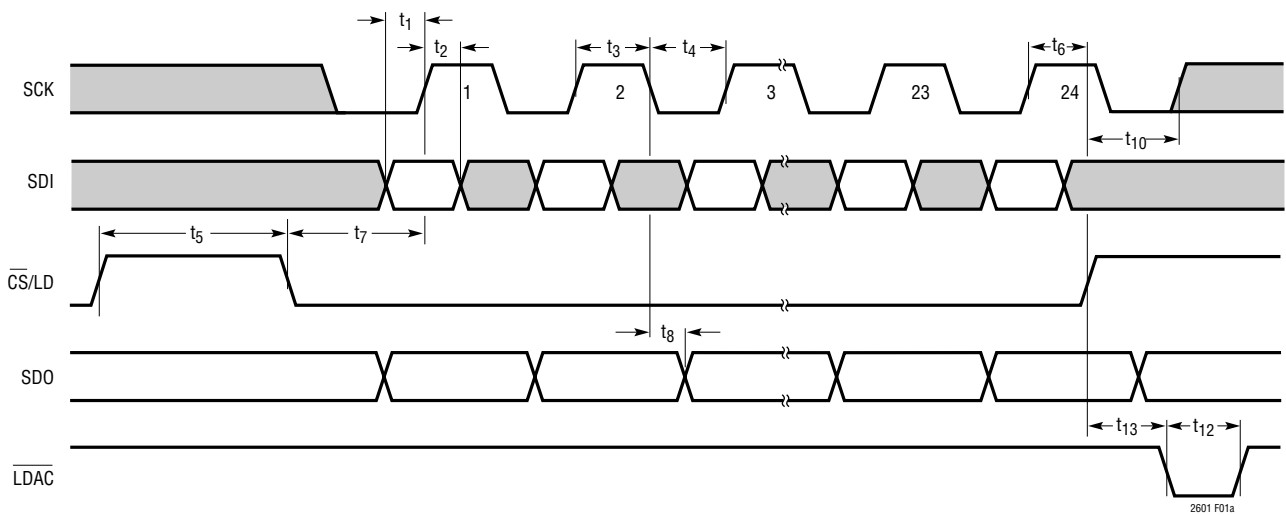 t1
t2 t3 t4 t6
SCK 1 2 3 23 24
t10
SDI
t5 t7
CS/LD
t8
SDO
t13 t12
LDAC
2601 F01a